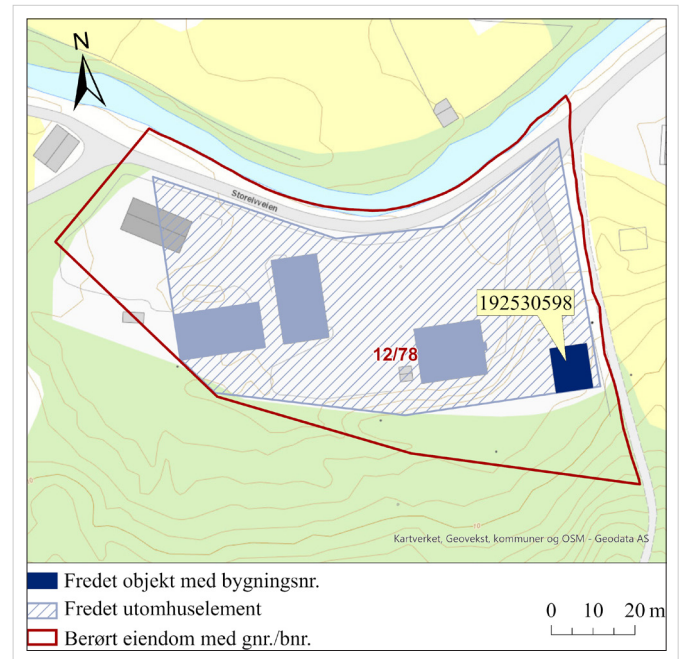 N
Storelvveien
192530598
12/78
Kartverket, Geovekst, kommuner og OSM - Geodata AS
Fredet objekt med bygningsnr.
Fredet utomhuselement
Berørt eiendom med gnr./bnr.
0 10 20 m